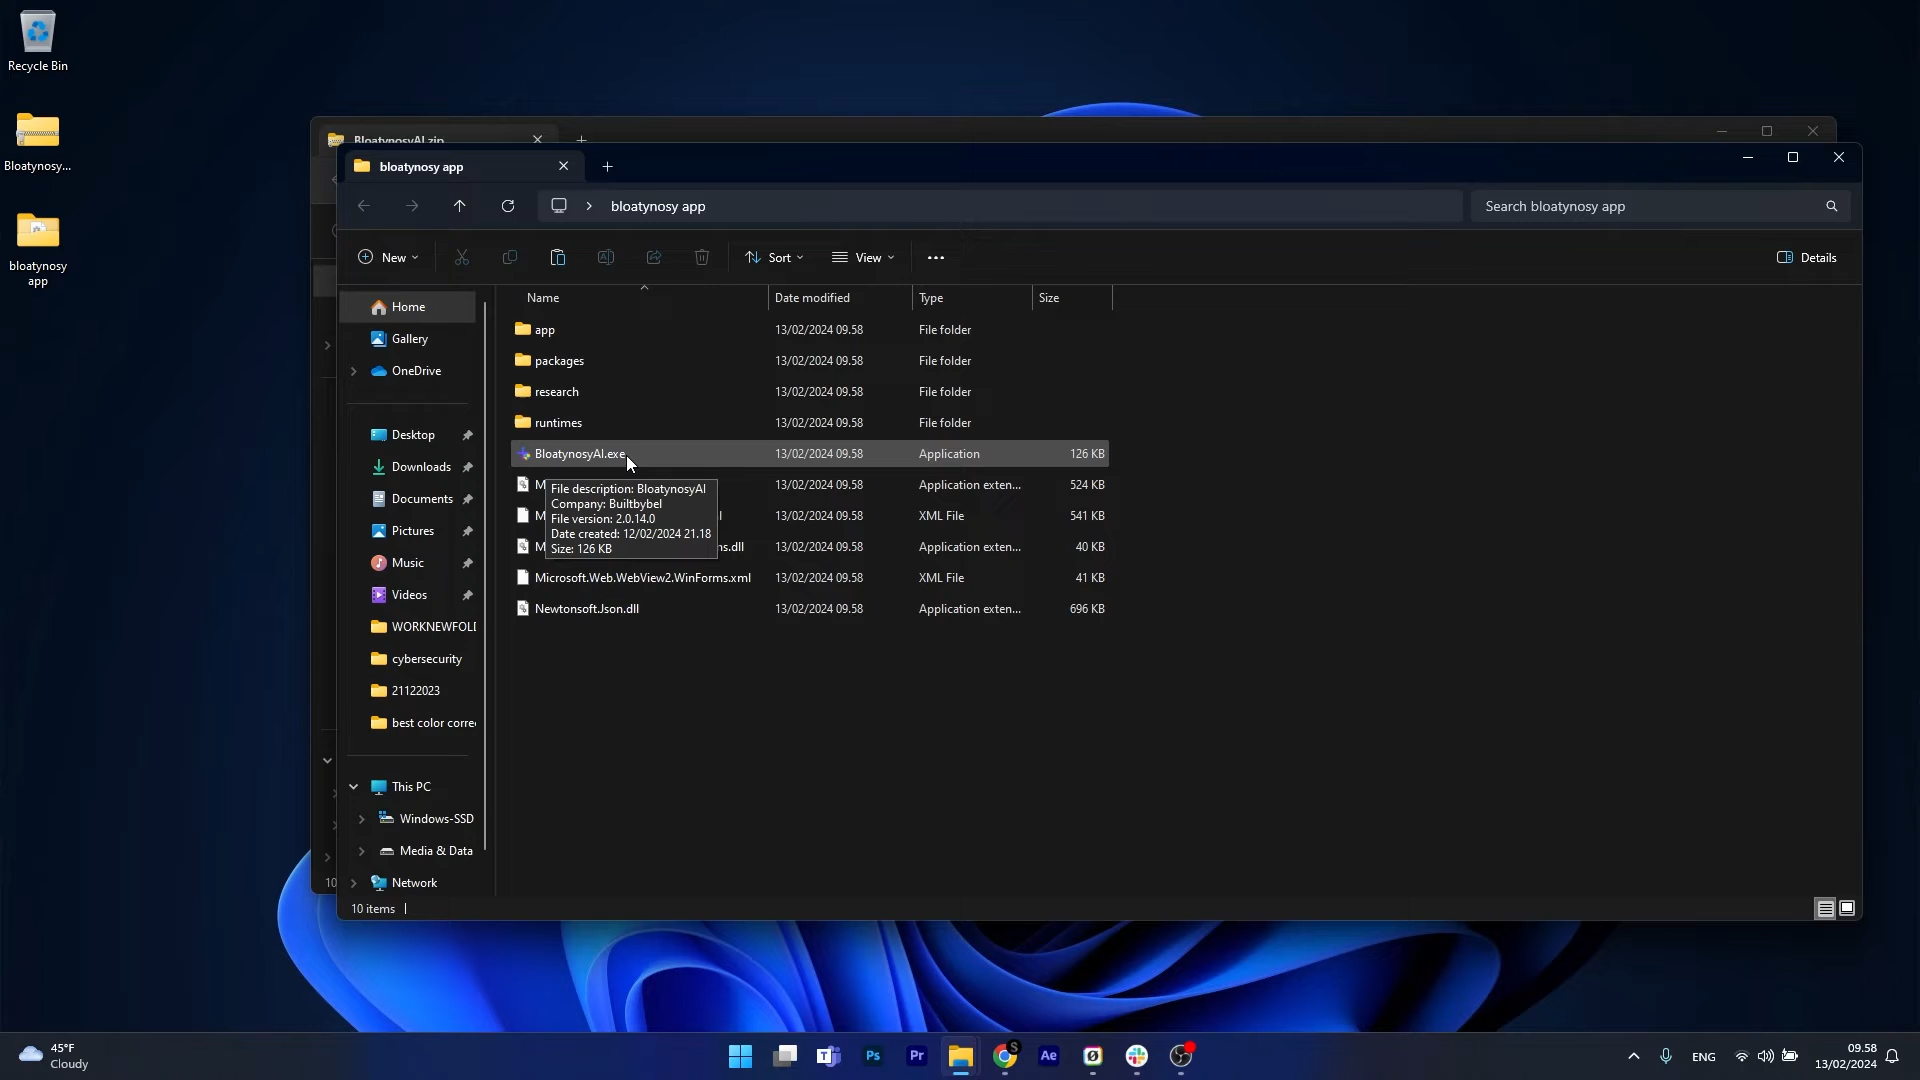 Recycle Bin
Bloatynosy...
bloatynosy
app
BloatynosyAI.zip
bloatynosy app
bloatynosy app
Search bloatynosy app
New
Sort
View
Details
Name
Date modified
Type
Size
Home
Gallery
OneDrive
Desktop
Downloads
Documents
Pictures
Music
Videos
WORKNEWFOL
cybersecurity
21122023
best color corre
This PC
Windows-SSD
Media & Data
Network
app 13/02/2024 09.58 File folder
packages 13/02/2024 09.58 File folder
research 13/02/2024 09.58 File folder
runtimes 13/02/2024 09.58 File folder
BloatynosyAI.exe 13/02/2024 09.58 Application 126 KB
M 13/02/2024 09.58 Application exten... 524 KB
M l 13/02/2024 09.58 XML File 541 KB
M ns.dll 13/02/2024 09.58 Application exten... 40 KB
Microsoft.Web.WebView2.WinForms.xml 13/02/2024 09.58 XML File 41 KB
Newtonsoft.Json.dll 13/02/2024 09.58 Application exten... 696 KB
File description: BloatynosyAI
Company: Builtbybel
File version: 2.0.14.0
Date created: 12/02/2024 21.18
Size: 126 KB
10
10 items
45°F
Cloudy
Ps
Pr
S
Ae
ENG
09.58
13/02/2024